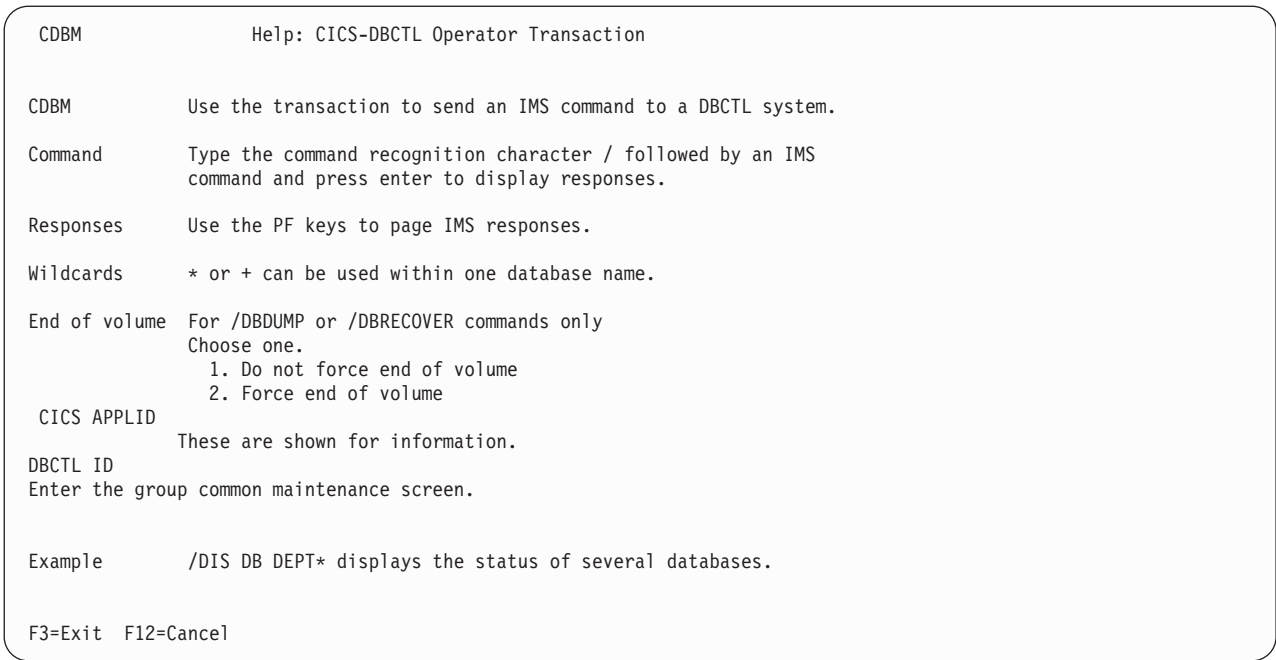 CDBM Help: CICS-DBCTL Operator Transaction
CDBM Use the transaction to send an IMS command to a DBCTL system.
Command Type the command recognition character / followed by an IMS
command and press enter to display responses.
Responses Use the PF keys to page IMS responses.
Wildcards * or + can be used within one database name.
End of volume For /DBDUMP or /DBRECOVER commands only
Choose one.
1. Do not force end of volume
2. Force end of volume
CICS APPLID
These are shown for information.
DBCTL ID
Enter the group common maintenance screen.
Example /DIS DB DEPT* displays the status of several databases.
F3=Exit F12=Cancel